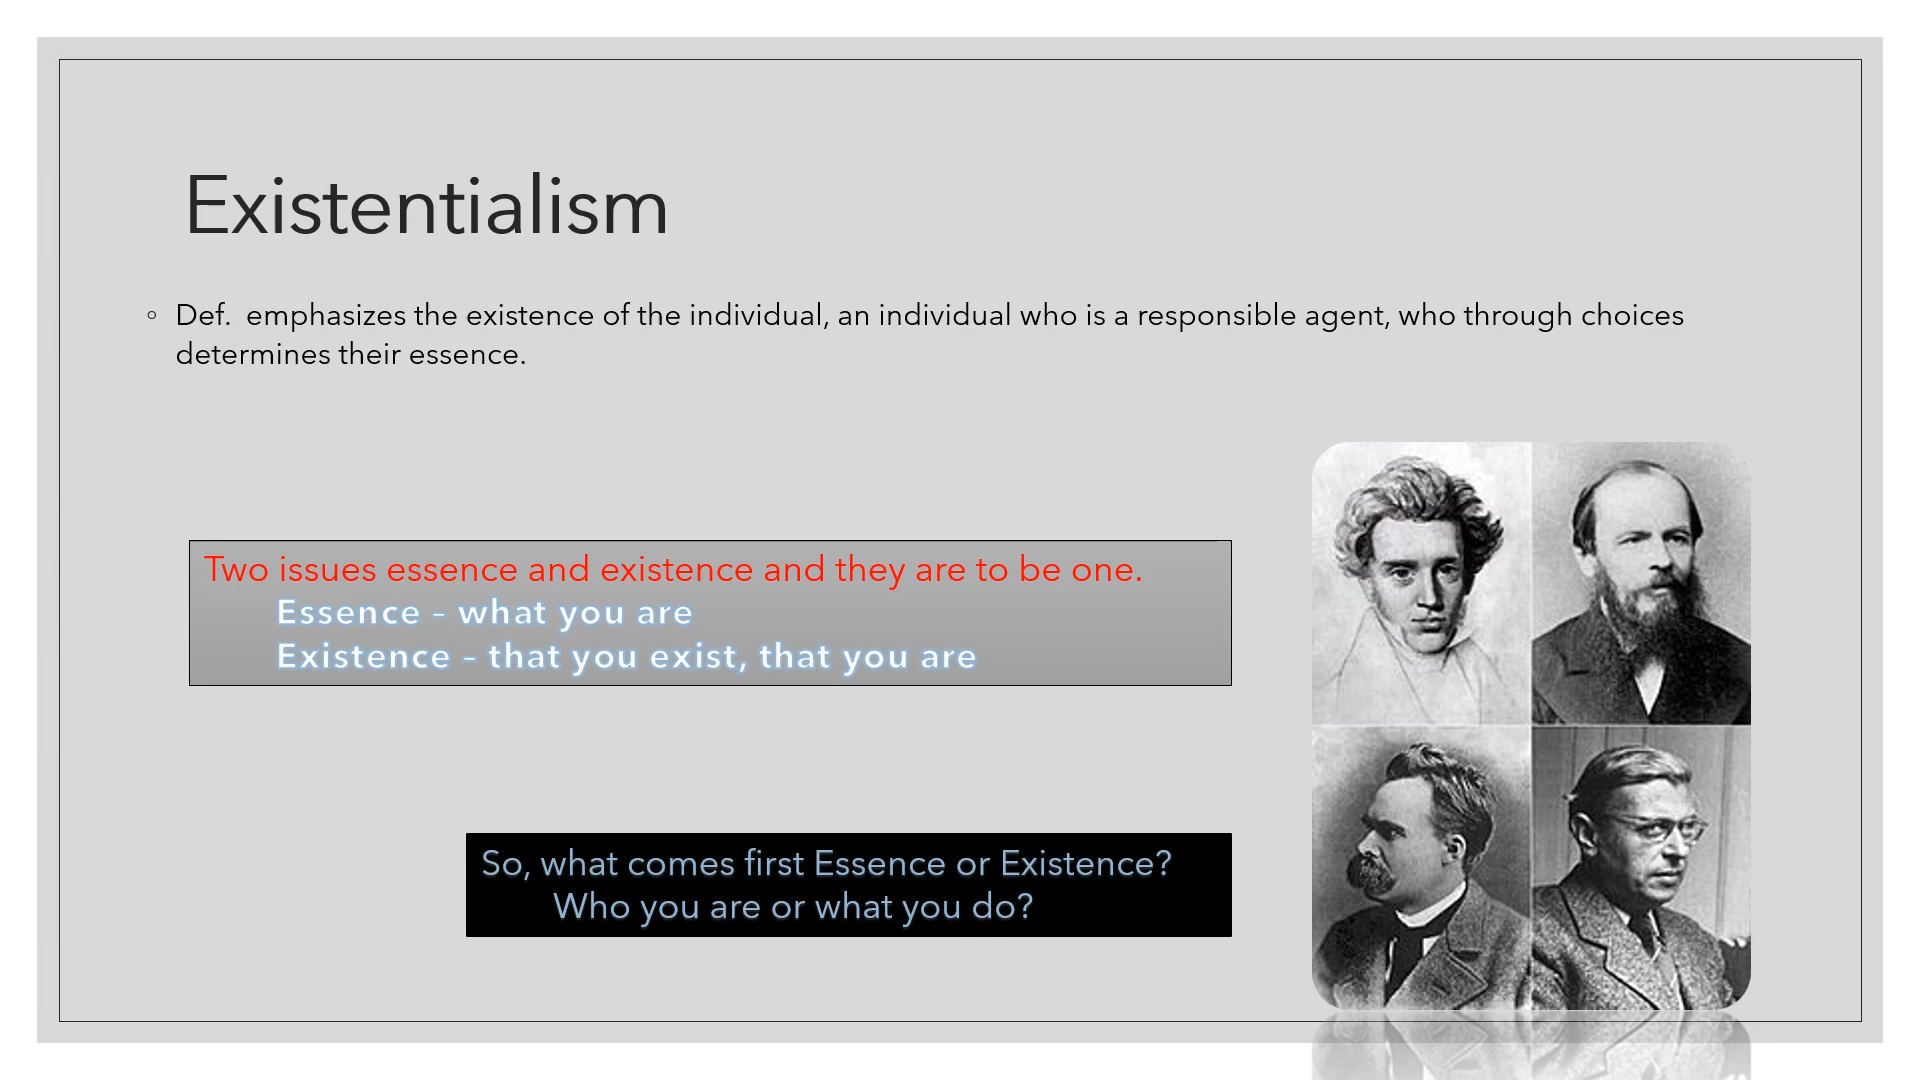 Existentialism
◦ Def.  emphasizes the existence of the individual, an individual who is a responsible agent, who through choices
determines their essence.
Two issues essence and existence and they are to be one.
Essence – what you are
Existence – that you exist, that you are
So, what comes first Essence or Existence?
Who you are or what you do?